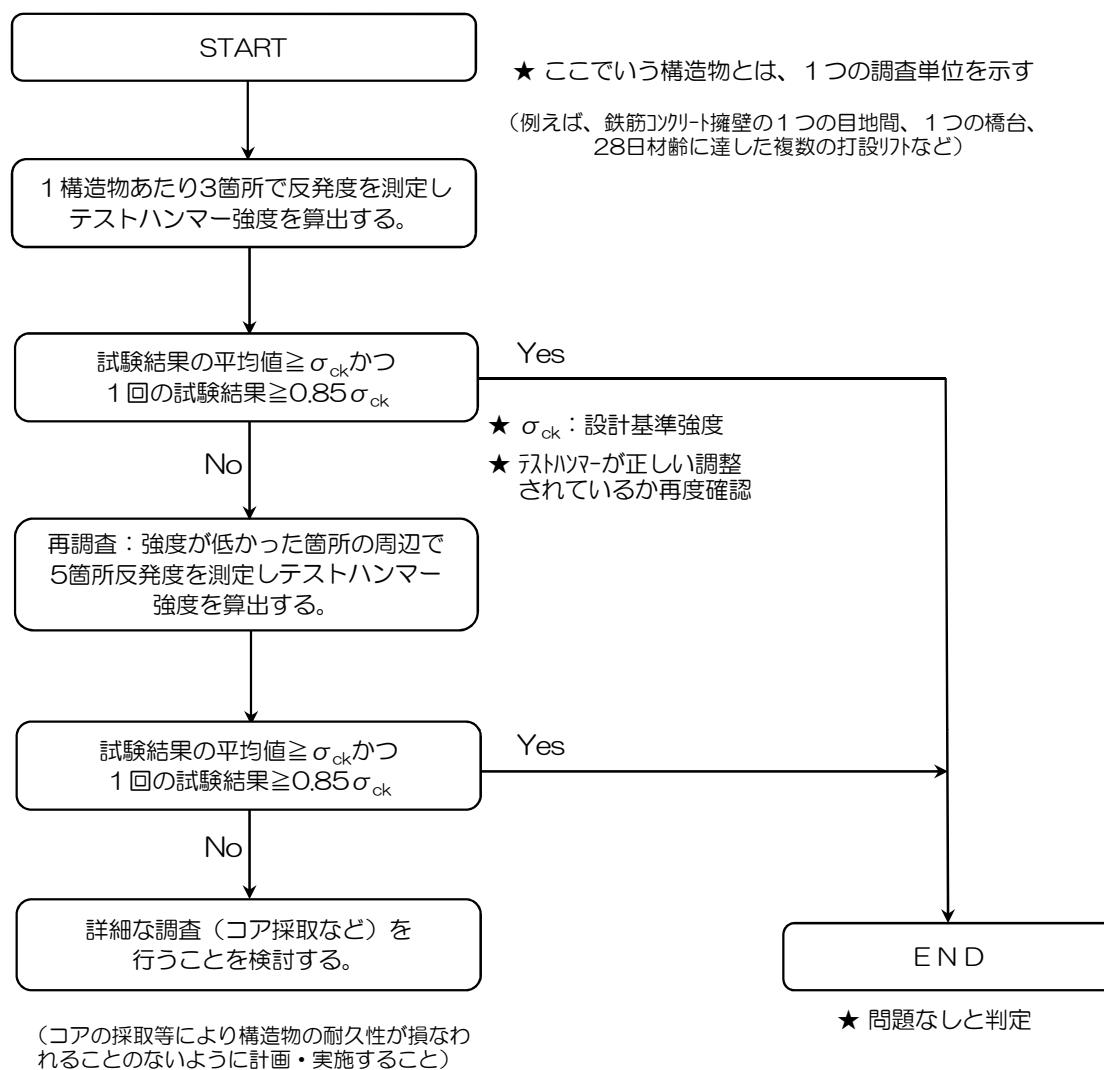 START
★ ここでいう構造物とは、１つの調査単位を示す
（例えば、鉄筋ｺﾝｸﾘｰﾄ擁壁の１つの目地間、１つの橋台、
28日材齢に達した複数の打設ﾘﾌﾄなど）
１構造物あたり3箇所で反発度を測定し
テストハンマー強度を算出する。
試験結果の平均値≧σckかつ
１回の試験結果≧0.85σck
Yes
★ σck：設計基準強度
★ ﾃｽﾄﾊﾝﾏｰが正しい調整
されているか再度確認
No
再調査：強度が低かった箇所の周辺で
5箇所反発度を測定しテストハンマー
強度を算出する。
試験結果の平均値≧σckかつ
１回の試験結果≧0.85σck
Yes
No
詳細な調査（コア採取など）を
行うことを検討する。
ＥＮＤ
★ 問題なしと判定
（コアの採取等により構造物の耐久性が損なわ
れることのないように計画・実施すること）